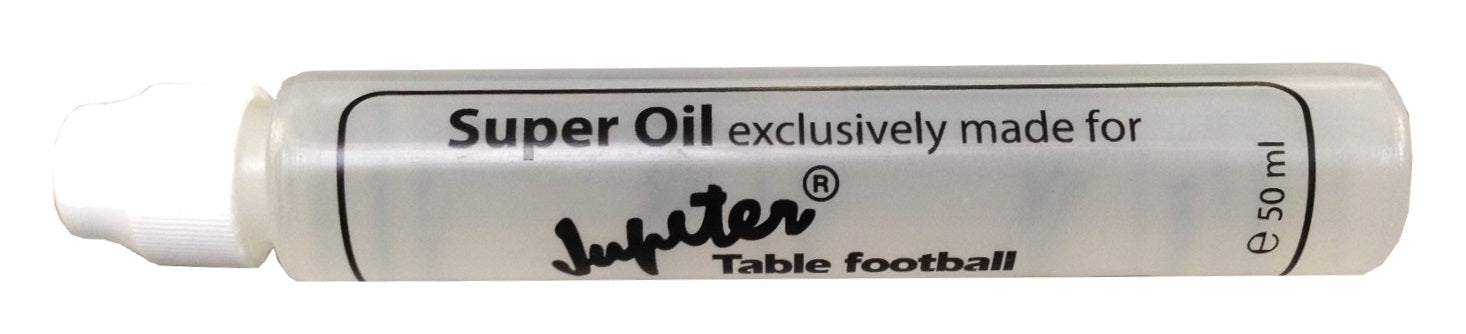 Super Oil exclusively made for
Jupiter®
Table football
℮ 50 ml